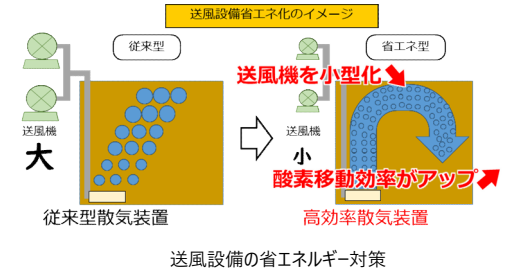 送風設備省エネ化のイメージ
従来型
省エネ型
送風機を小型化
送風機
大
送風機
小
酸素移動効率がアップ
従来型散気装置
高効率散気装置
送風設備の省エネルギー対策